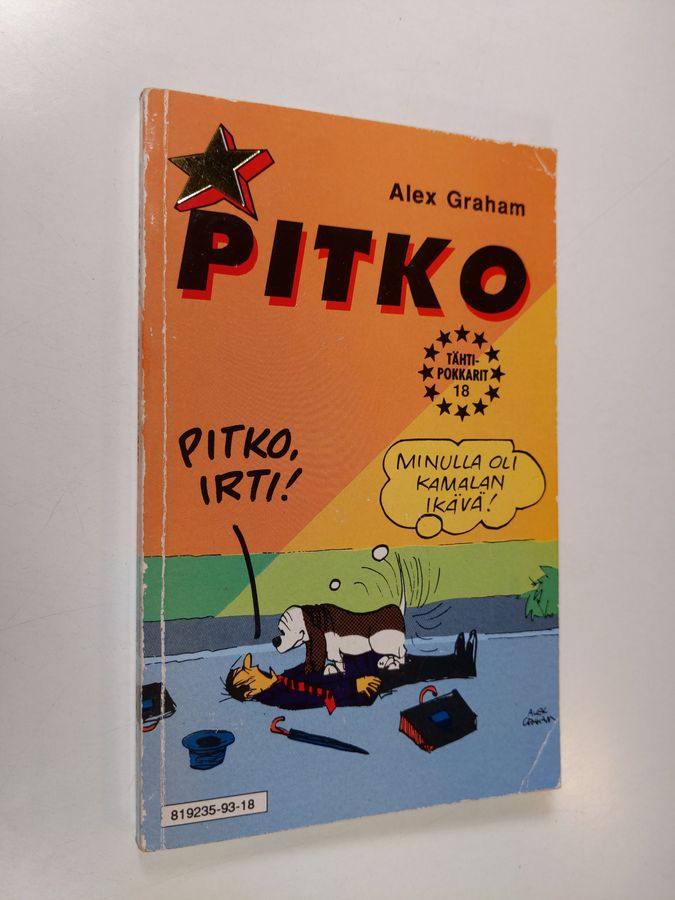 Alex Graham
PITKO
TÄHTI-
POKKARIT
18
PITKO,
IRTI!
MINULLA OLI
KAMALAN
IKÄVÄ!
ALEX
GRAHAM
819235-93-18